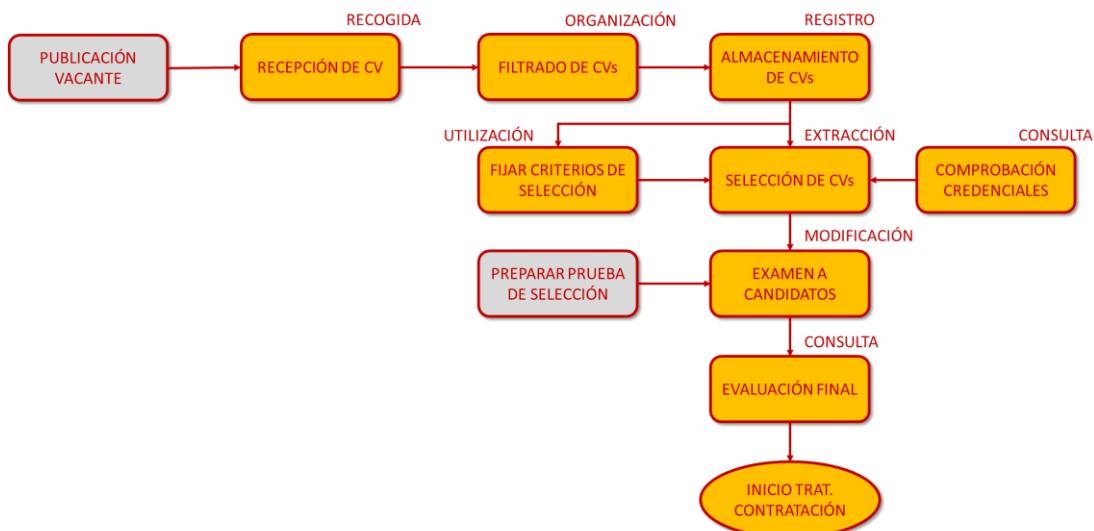 RECOGIDA
ORGANIZACIÓN
REGISTRO
PUBLICACIÓN
VACANTE
RECEPCIÓN DE CV
FILTRADO DE CVs
ALMACENAMIENTO
DE CVs
UTILIZACIÓN
EXTRACCIÓN
CONSULTA
FIJAR CRITERIOS DE
SELECCIÓN
SELECCIÓN DE CVs
COMPROBACIÓN
CREDENCIALES
MODIFICACIÓN
PREPARAR PRUEBA
DE SELECCIÓN
EXAMEN A
CANDIDATOS
CONSULTA
EVALUACIÓN FINAL
INICIO TRAT.
CONTRATACIÓN